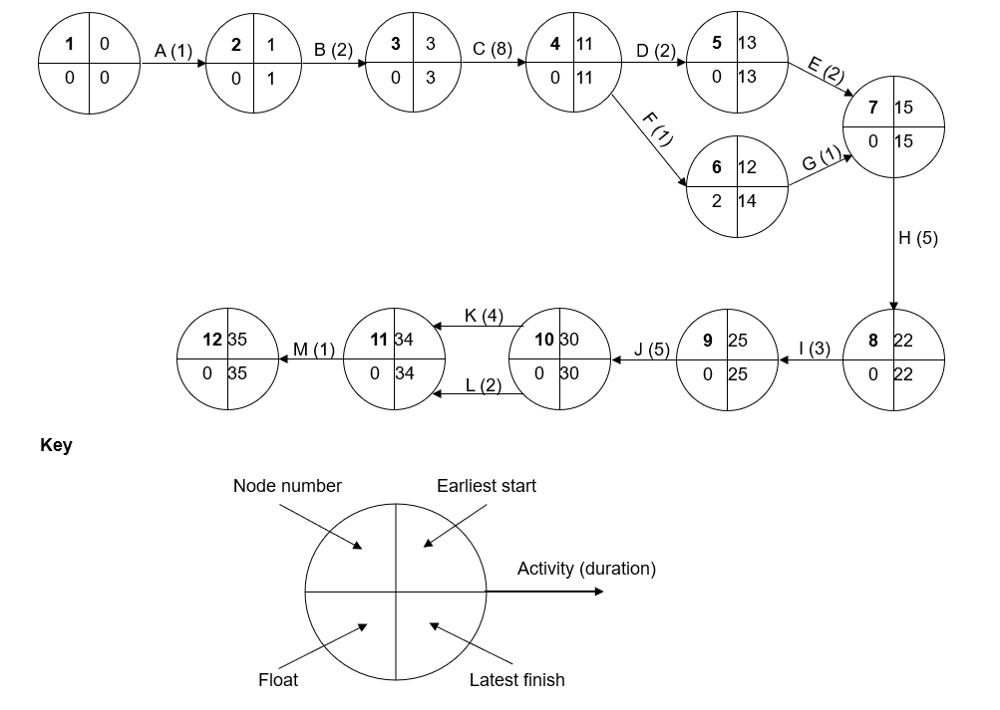 1 0
0 0
A (1)
2 1
0 1
B (2)
3 3
0 3
C (8)
4 11
0 11
D (2)
5 13
0 13
E (2)
F (1)
6 12
2 14
G (1)
7 15
0 15
H (5)
8 22
0 22
I (3)
9 25
0 25
J (5)
10 30
0 30
K (4)
L (2)
11 34
0 34
M (1)
12 35
0 35
Key
Node number
Earliest start
Activity (duration)
Float
Latest finish